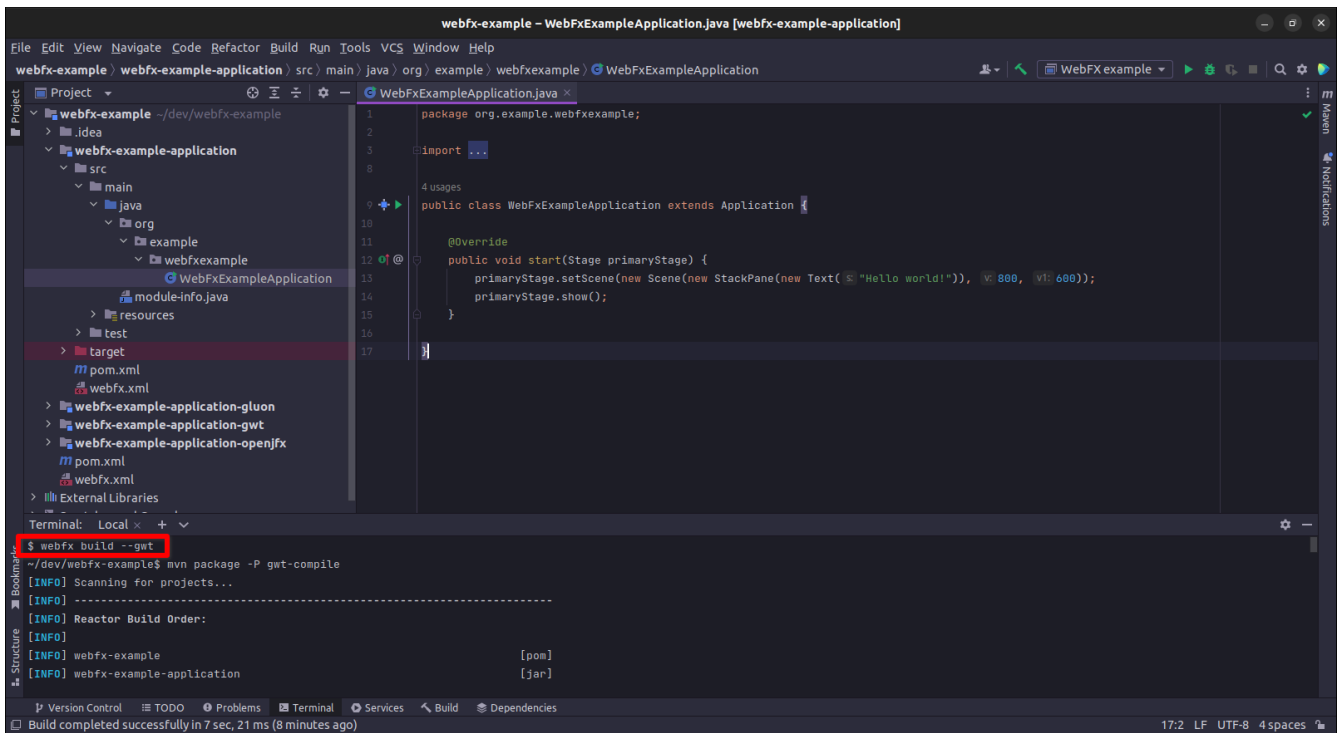 webfx-example – WebFxExampleApplication.java [webfx-example-application]
File Edit View Navigate Code Refactor Build Run Tools VCS Window Help
webfx-example 〉 webfx-example-application 〉 src 〉 main 〉 java 〉 org 〉 example 〉 webfxexample 〉 WebFxExampleApplication
WebFX example
Project
WebFxExampleApplication.java
Project
Maven
Notifications
webfx-example ~/dev/webfx-example
.idea
webfx-example-application
src
main
java
org
example
webfxexample
WebFxExampleApplication
module-info.java
resources
test
target
pom.xml
webfx.xml
webfx-example-application-gluon
webfx-example-application-gwt
webfx-example-application-openjfx
pom.xml
webfx.xml
External Libraries
1 package org.example.webfxexample;
2
3 import ...
8
4 usages
9 public class WebFxExampleApplication extends Application {
10
11 @Override
12 public void start(Stage primaryStage) {
13 primaryStage.setScene(new Scene(new StackPane(new Text( s: "Hello world!")), v: 800, v1: 600));
14 primaryStage.show();
15 }
16
17 }
Terminal: Local × +
$ webfx build --gwt
~/dev/webfx-example$ mvn package -P gwt-compile
[INFO] Scanning for projects...
[INFO] ------------------------------------------------------------------------
[INFO] Reactor Build Order:
[INFO]
[INFO] webfx-example [pom]
[INFO] webfx-example-application [jar]
Bookmarks
Structure
Version Control TODO Problems Terminal Services Build Dependencies
Build completed successfully in 7 sec, 21 ms (8 minutes ago)
17:2 LF UTF-8 4 spaces